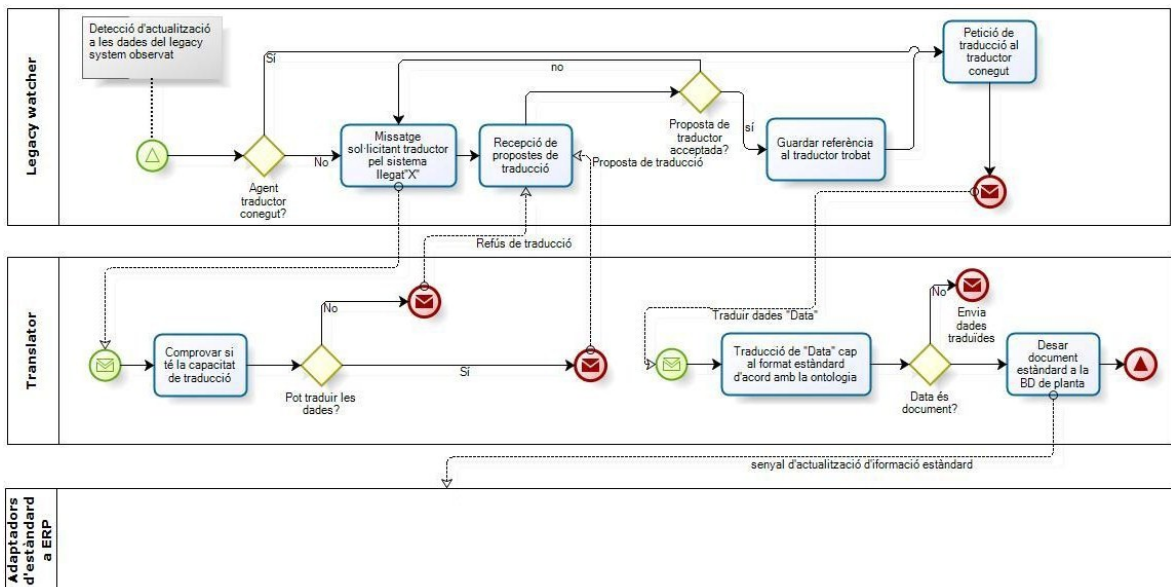 Legacy watcher
Detecció d'actualització
a les dades del legacy
system observat
Sí
Agent
traductor
conegut?
No
Missatge
sol·licitant traductor
pel sistema
llegat"X"
no
Recepció de
propostes de
traducció
Proposta de
traductor
acceptada?
sí
Proposta de traducció
Guardar referència
al traductor trobat
Petició de
traducció al
traductor
conegut
Refús de traducció
Translator
Comprovar si
té la capacitat
de traducció
No
Pot traduir les
dades?
Sí
Traduir dades "Data"
Traducció de "Data" cap
al format estàndard
d'acord amb la ontologia
No
Data és
document?
Envia
dades
traduïdes
Desar
document
estàndard a la
BD de planta
senyal d'actualització d'iformació estàndard
Adaptadors
d'estàndard
a ERP